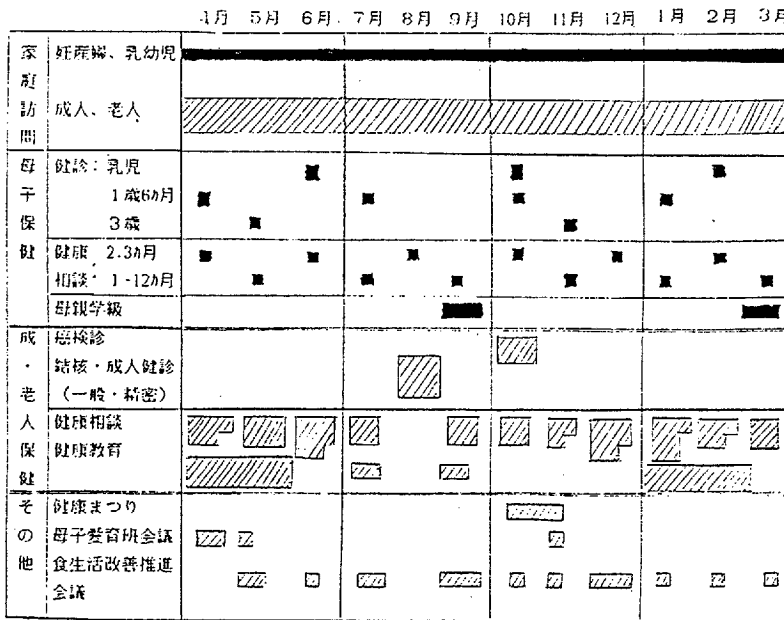 4月 5月 6月 7月 8月 9月 10月 11月 12月 1月 2月 3月
家庭訪問
妊産婦、乳幼児
成人、老人
母子保健
健診：乳児
1歳6カ月
3歳
健康 2.3カ月
相談：1-12カ月
母親学級
成・老人保健
癌検診
結核・成人健診
（一般・精密）
健康相談
健康教育
その他
健康まつり
母子愛育班会議
食生活改善推進
会議